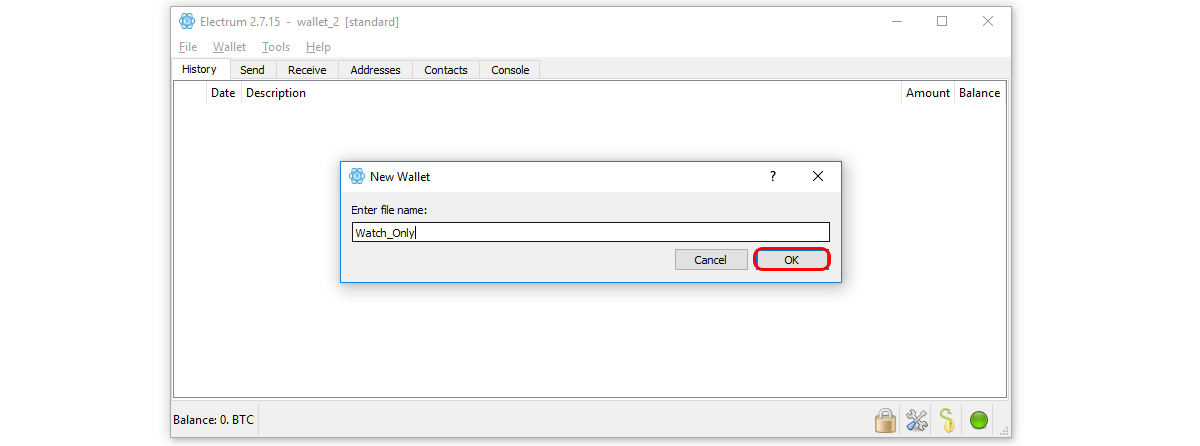 Electrum 2.7.15 - wallet_2 [standard]
File Wallet Tools Help
History Send Receive Addresses Contacts Console
Date Description Amount Balance
New Wallet ?
Enter file name:
Watch_Only
Cancel OK
Balance: 0. BTC